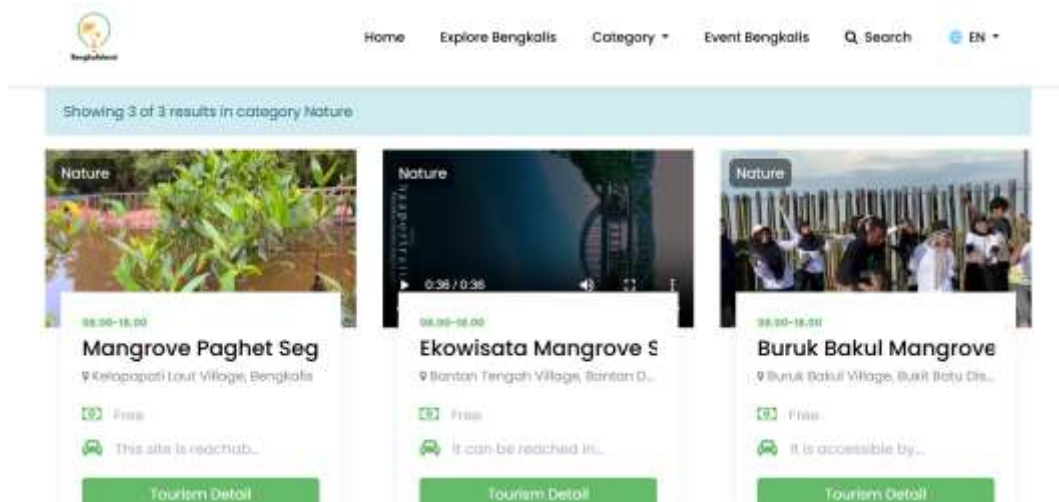 Home Explore Bengkalis Category Event Bengkalis Search EN
Showing 3 of 3 results in category Nature
Nature Nature Nature
0:36 / 0:36
08.00-18.00 08.00-18.00 08.00-18.00
Mangrove Paghet Seg Ekowisata Mangrove S Buruk Bakul Mangrove
Kelapapati Laut Village, Bengkalis Bantan Tengah Village, Bantan D... Buruk Bakul Village, Bukit Batu Dis...
Free Free Free
This site is reachab... It can be reached in... It is accessible by...
Tourism Detail Tourism Detail Tourism Detail